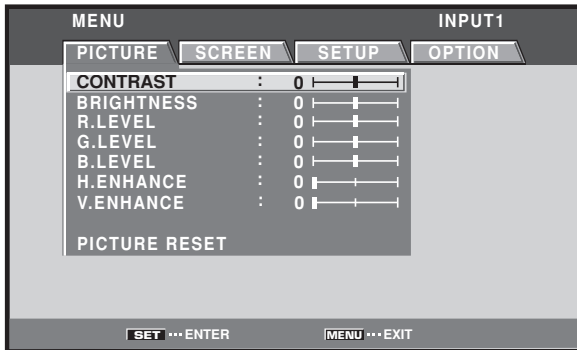 MENU INPUT1
PICTURE SCREEN SETUP OPTION
CONTRAST : 0
BRIGHTNESS : 0
R.LEVEL : 0
G.LEVEL : 0
B.LEVEL : 0
H.ENHANCE : 0
V.ENHANCE : 0
PICTURE RESET
SET ··· ENTER MENU ··· EXIT